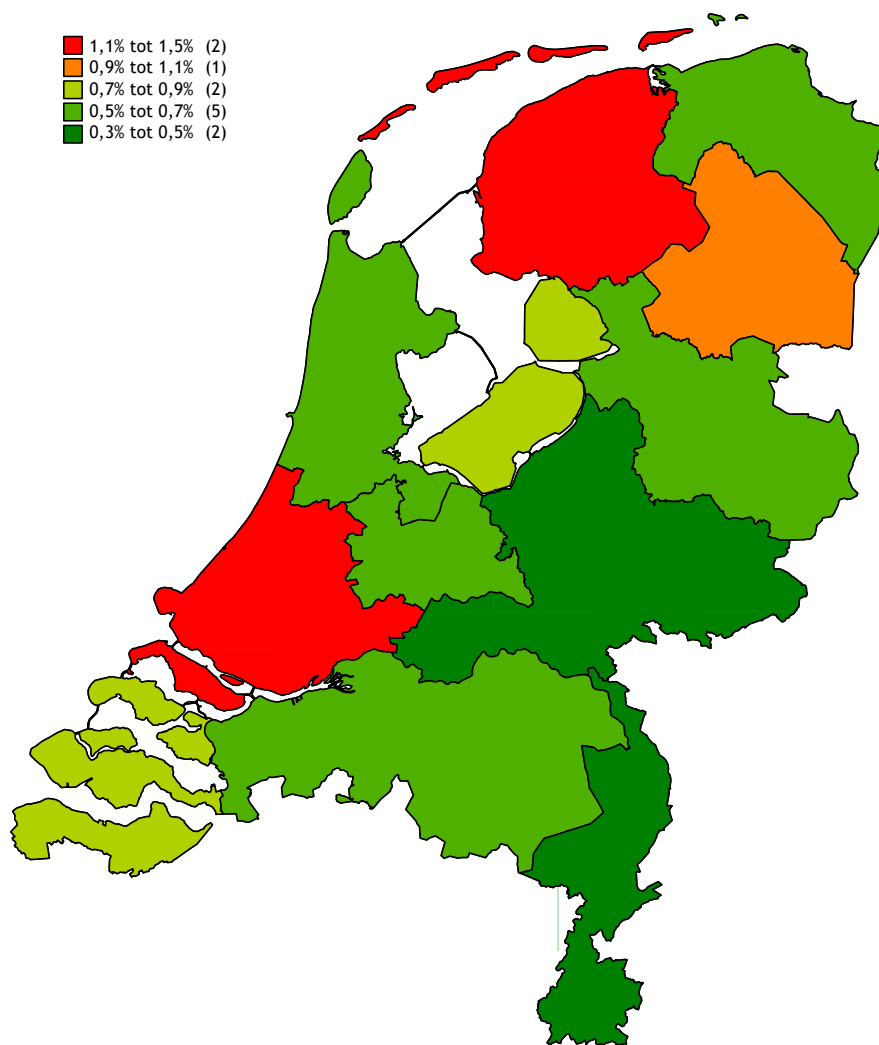 1,1% tot 1,5% (2)
0,9% tot 1,1% (1)
0,7% tot 0,9% (2)
0,5% tot 0,7% (5)
0,3% tot 0,5% (2)